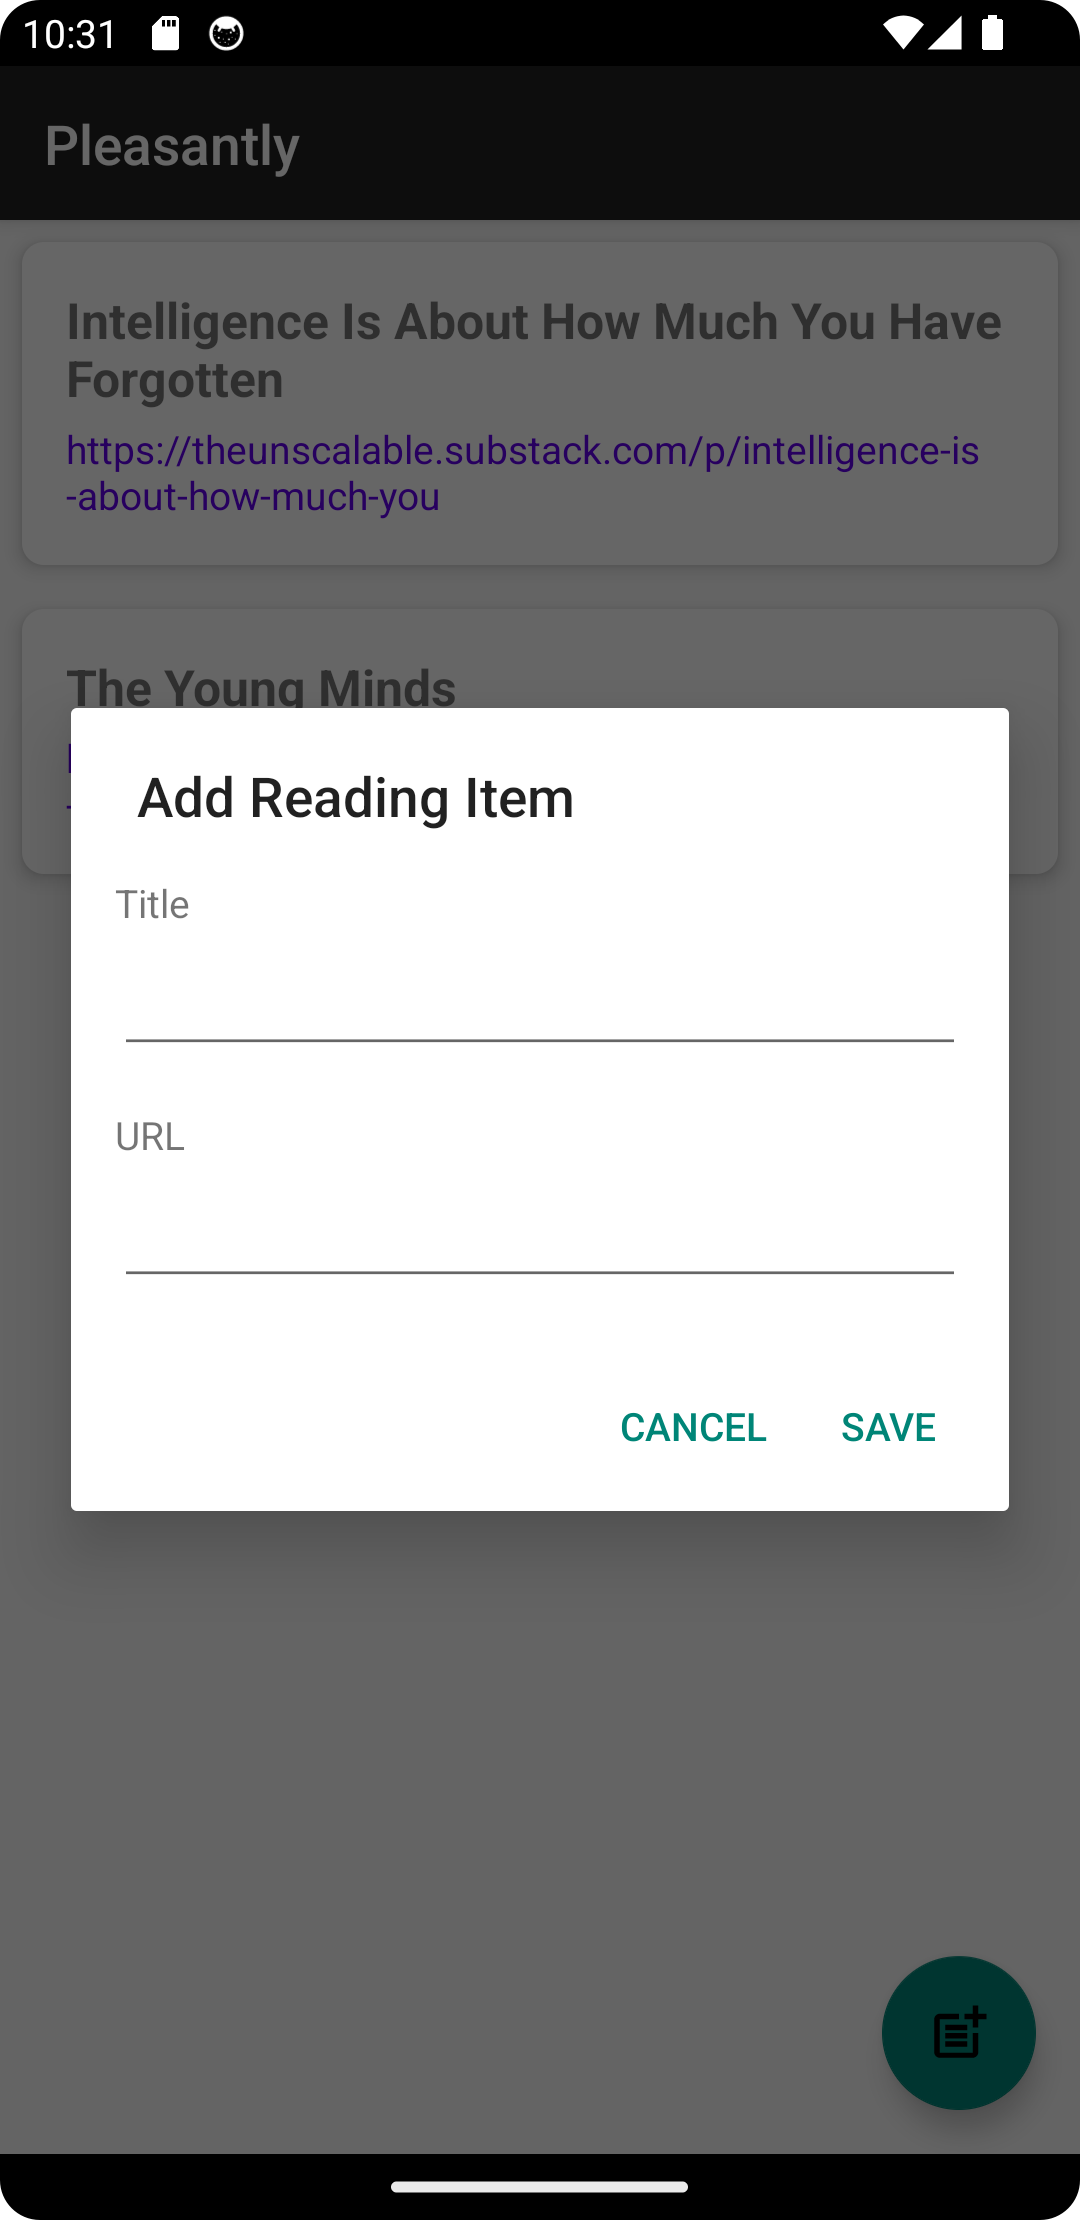 10:31
Pleasantly
Intelligence Is About How Much You Have
Forgotten
https://theunscalable.substack.com/p/intelligence-is
-about-how-much-you
The Young Minds
Add Reading Item
Title
URL
CANCEL
SAVE